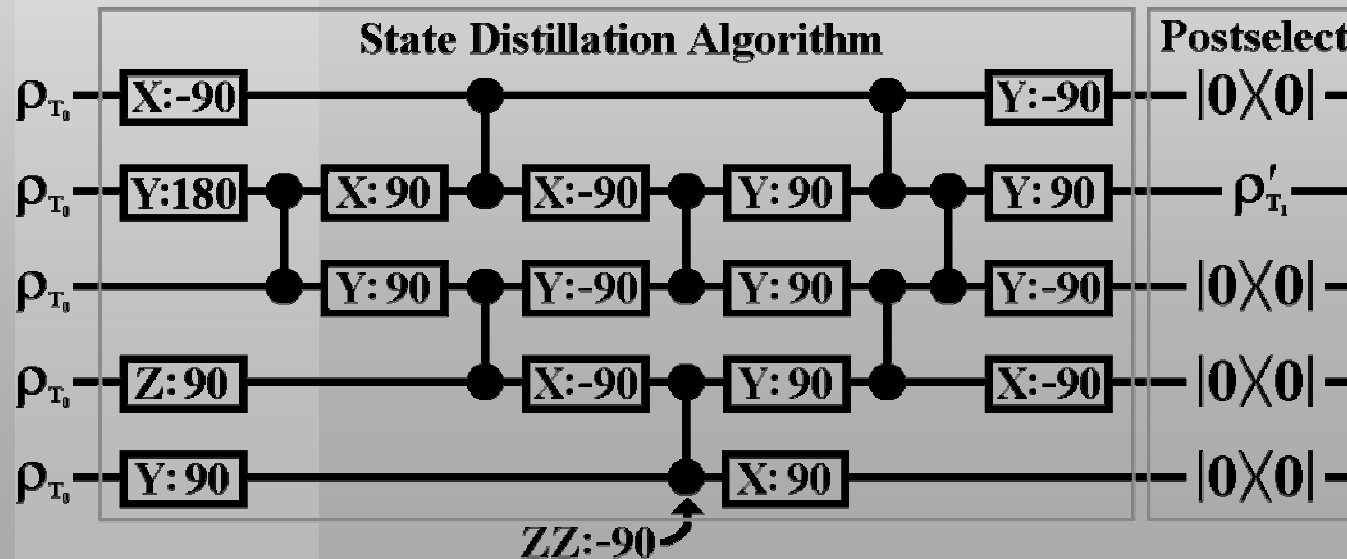 State Distillation Algorithm Postselect
ρT₀ X:-90 Y:-90 |0⟩⟨0|
ρT₀ Y:180 X: 90 X:-90 Y: 90 Y: 90 ρ′T₁
ρT₀ Y: 90 Y:-90 Y: 90 Y:-90 |0⟩⟨0|
ρT₀ Z: 90 X:-90 Y: 90 X:-90 |0⟩⟨0|
ρT₀ Y: 90 X: 90 |0⟩⟨0|
ZZ:-90